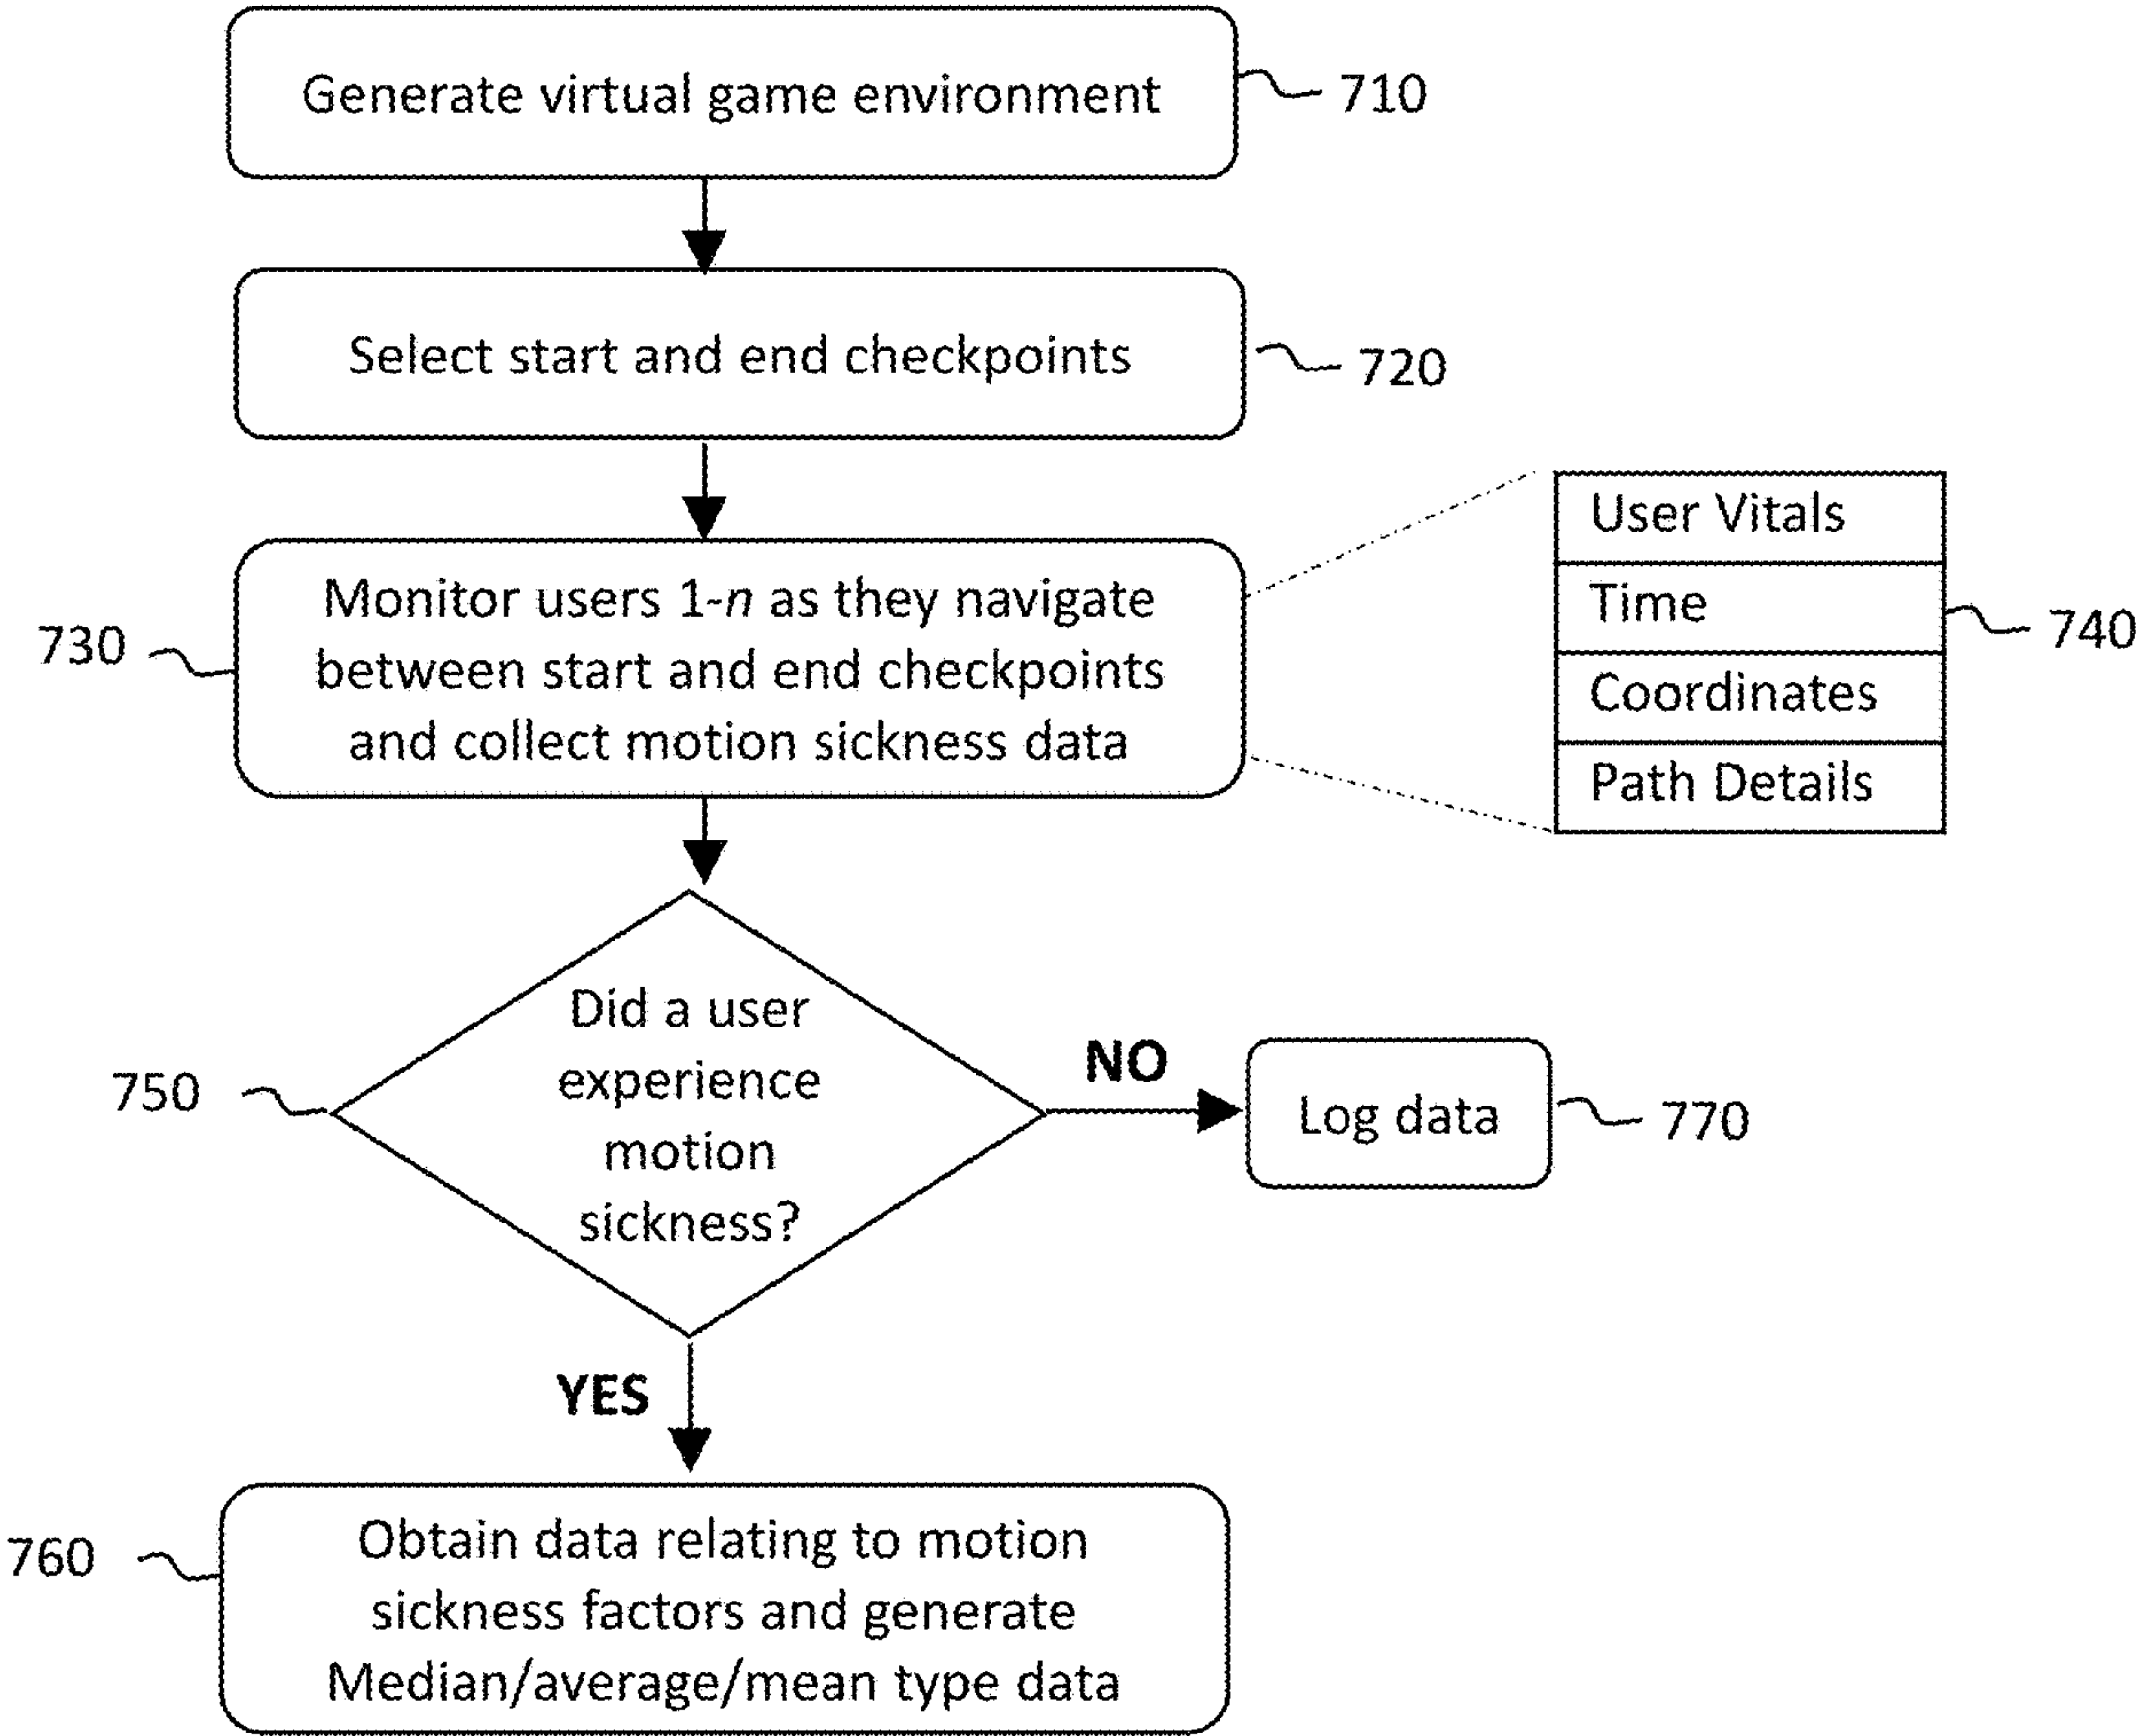 Generate virtual game environment
710
Select start and end checkpoints
720
730
Monitor users 1-n as they navigate
between start and end checkpoints
and collect motion sickness data
User Vitals
Time
Coordinates
Path Details
740
750
Did a user
experience
motion
sickness?
NO
Log data
770
YES
760
Obtain data relating to motion
sickness factors and generate
Median/average/mean type data